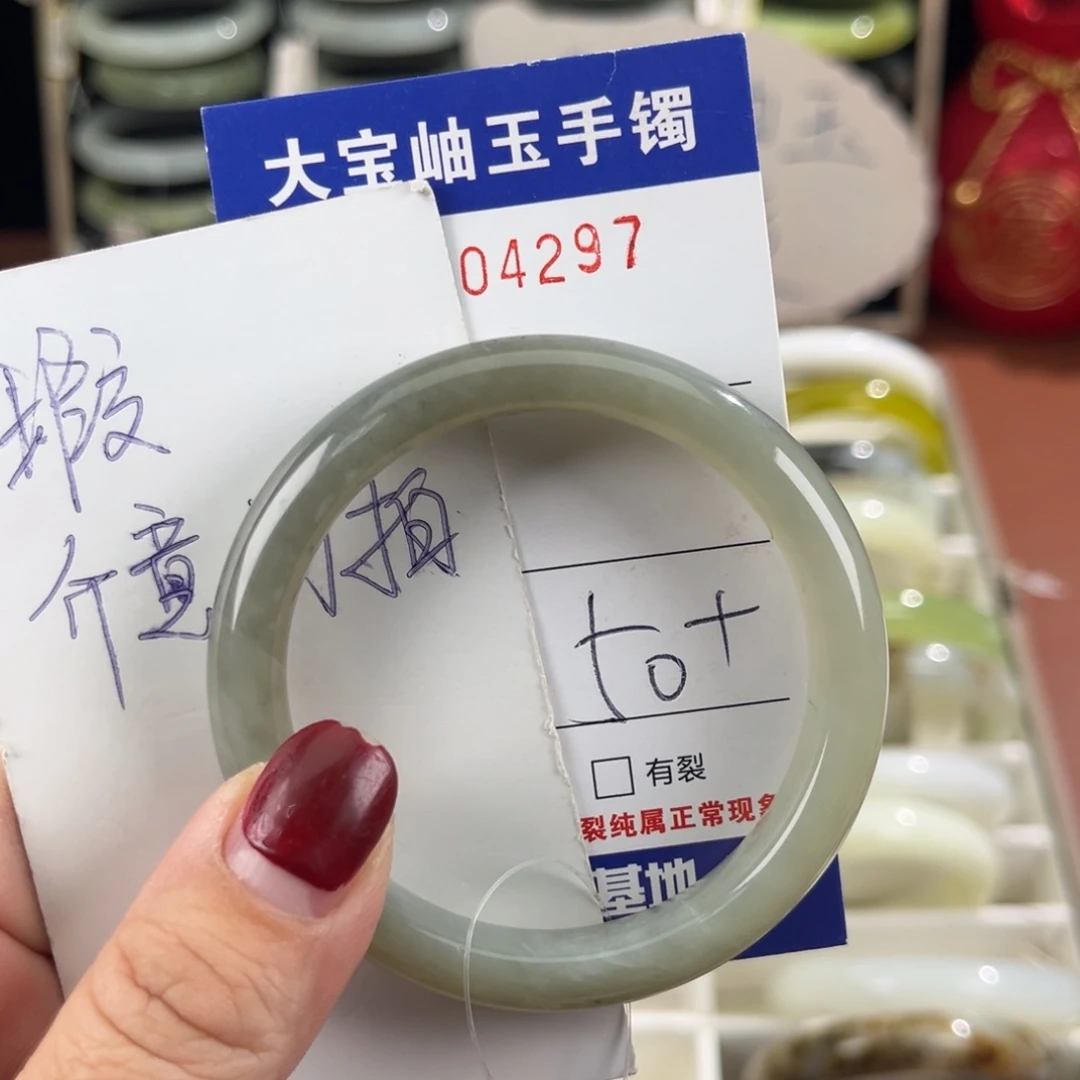 大宝岫玉手镯
04297
瑕
介意勿拍
有裂
裂纯属正常现
基地